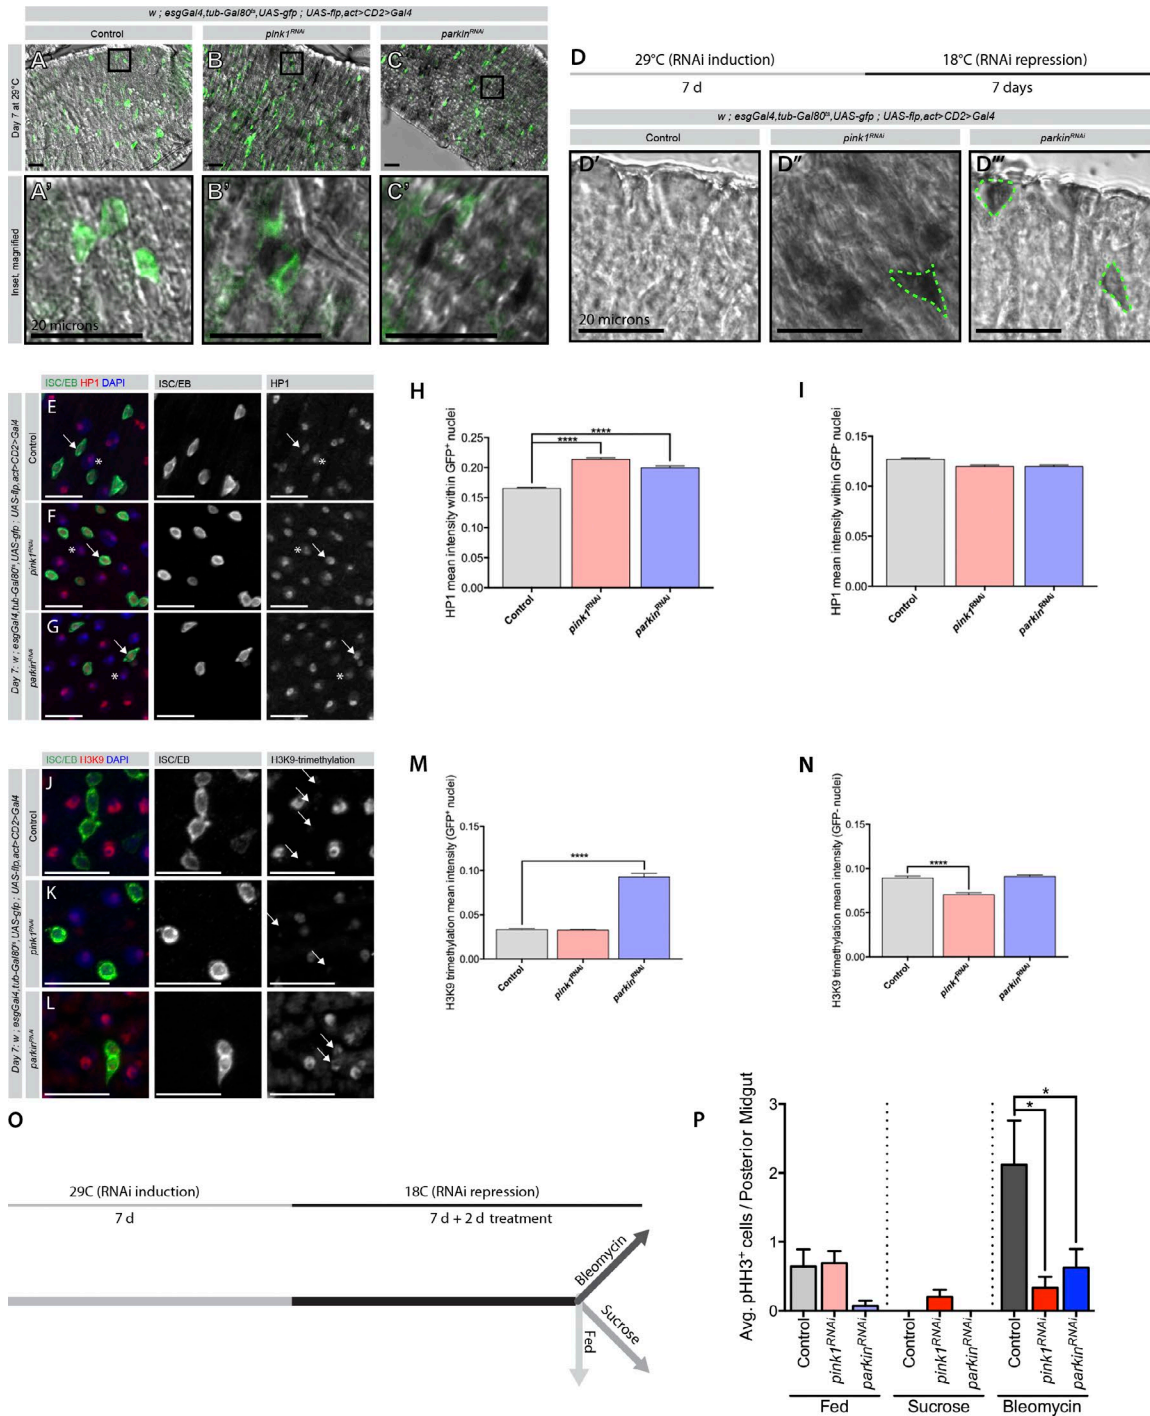 w ; esgGal4,tub-Gal80ts,UAS-gfp ; UAS-flp,act>CD2>Gal4
Control
pink1RNAi
parkinRNAi
Day 7 at 29°C
A
B
C
Inset, magnified
A'
B'
C'
20 microns
D
29°C (RNAi induction)
18°C (RNAi repression)
7 d
7 days
w ; esgGal4,tub-Gal80ts,UAS-gfp ; UAS-flp,act>CD2>Gal4
Control
pink1RNAi
parkinRNAi
D'
D''
D'''
20 microns
Day 7: w ; esgGal4,tub-Gal80ts,UAS-gfp ; UAS-flp,act>CD2>Gal4
ISC/EB HP1 DAPI
ISC/EB
HP1
Control
E
*
*
pink1RNAi
F
*
*
parkinRNAi
G
*
*
H
HP1 mean intensity within GFP+ nuclei
0.25
0.20
0.15
0.10
0.05
0.00
****
****
Control
pink1RNAi
parkinRNAi
I
HP1 mean intensity within GFP- nuclei
0.15
0.10
0.05
0.00
Control
pink1RNAi
parkinRNAi
Day 7: w ; esgGal4,tub-Gal80ts,UAS-gfp ; UAS-flp,act>CD2>Gal4
ISC/EB H3K9 DAPI
ISC/EB
H3K9-trimethylation
Control
J
pink1RNAi
K
parkinRNAi
L
M
H3K9 trimethylation mean intensity (GFP+ nuclei)
0.15
0.10
0.05
0.00
****
Control
pink1RNAi
parkinRNAi
N
H3K9 trimethylation mean intensity (GFP- nuclei)
0.15
0.10
0.05
0.00
****
Control
pink1RNAi
parkinRNAi
O
29C (RNAi induction)
18C (RNAi repression)
7 d
7 d + 2 d treatment
Bleomycin
Sucrose
Fed
P
Avg. pHH3+ cells / Posterior Midgut
3
2
1
0
*
*
Control
pink1RNAi
parkinRNAi
Control
pink1RNAi
parkinRNAi
Control
pink1RNAi
parkinRNAi
Fed
Sucrose
Bleomycin